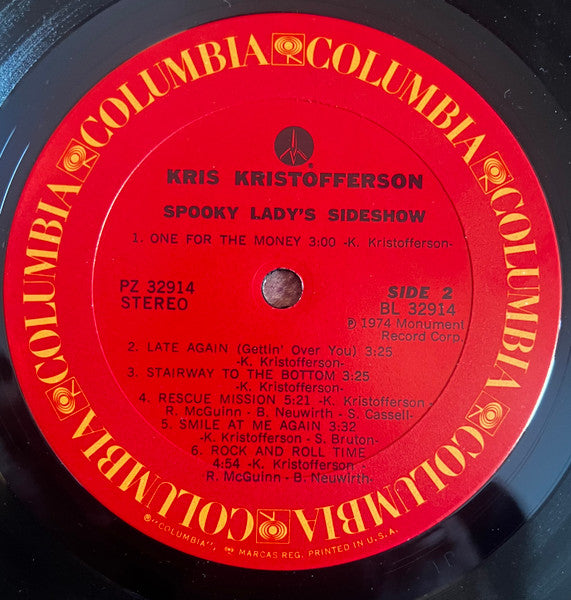 COLUMBIA COLUMBIA COLUMBIA COLUMBIA COLUMBIA COLUMBIA
®
KRIS KRISTOFFERSON
SPOOKY LADY'S SIDESHOW
1. ONE FOR THE MONEY 3:00 -K. Kristofferson-
PZ 32914
STEREO
SIDE 2
BL 32914
℗ 1974 Monument
Record Corp.
2. LATE AGAIN (Gettin' Over You) 3:25
-K. Kristofferson-
3. STAIRWAY TO THE BOTTOM 3:25
-K. Kristofferson-
4. RESCUE MISSION 5:21 -K. Kristofferson
R. McGuinn - B. Neuwirth - S. Cassell-
5. SMILE AT ME AGAIN 3:32
-K. Kristofferson - S. Bruton-
6. ROCK AND ROLL TIME
4:54 -K. Kristofferson -
R. McGuinn - B. Neuwirth-
®"COLUMBIA", MARCAS REG. PRINTED IN U.S.A.